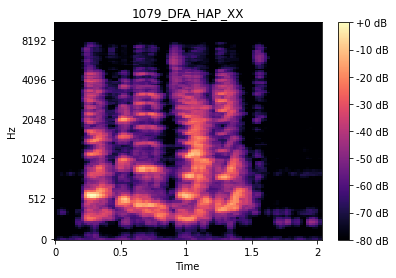 1079_DFA_HAP_XX
+0 dB
8192
-10 dB
4096
-20 dB
-30 dB
2048
Hz
-40 dB
1024
-50 dB
512
-60 dB
-70 dB
0
-80 dB
0
0.5
1
1.5
2
Time